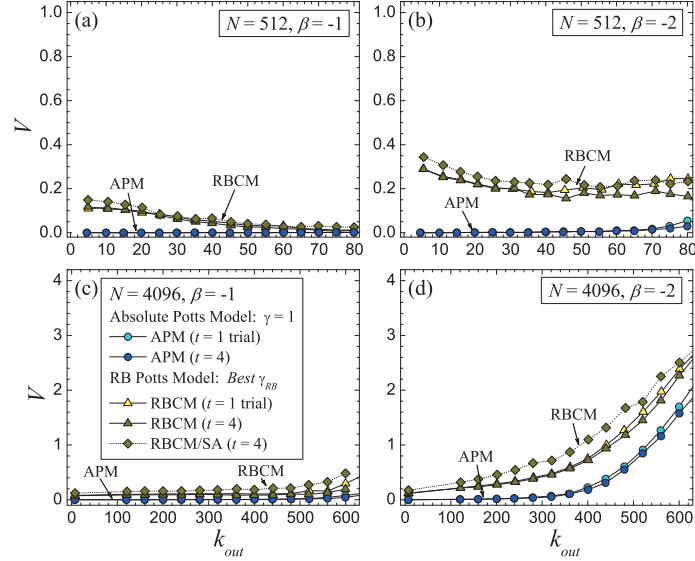 (a)
N = 512, β = -1
(b)
N = 512, β = -2
V
1.0
0.8
0.6
0.4
0.2
0.0
APM
RBCM
0 10 20 30 40 50 60 70 80
1.0
0.8
0.6
0.4
0.2
0.0
RBCM
APM
0 10 20 30 40 50 60 70 80
(c)
N = 4096, β = -1
Absolute Potts Model: γ = 1
APM (t = 1 trial)
APM (t = 4)
RB Potts Model: Best γRB
RBCM (t = 1 trial)
RBCM (t = 4)
RBCM/SA (t = 4)
APM
RBCM
V
4
3
2
1
0
0 100 200 300 400 500 600
kout
(d)
N = 4096, β = -2
4
3
2
1
0
RBCM
APM
0 100 200 300 400 500 600
kout